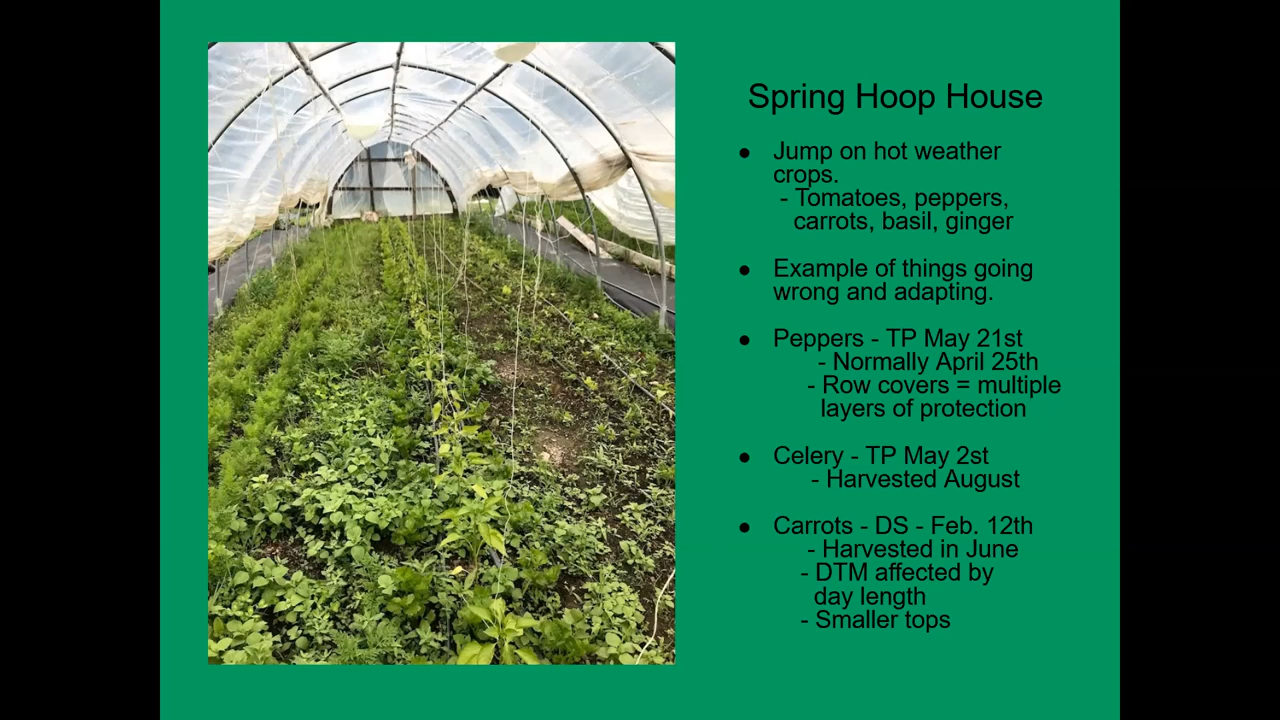 Spring Hoop House
● Jump on hot weather
crops.
- Tomatoes, peppers,
carrots, basil, ginger
● Example of things going
wrong and adapting.
● Peppers - TP May 21st
- Normally April 25th
- Row covers = multiple
layers of protection
● Celery - TP May 2st
- Harvested August
● Carrots - DS - Feb. 12th
- Harvested in June
- DTM affected by
day length
- Smaller tops